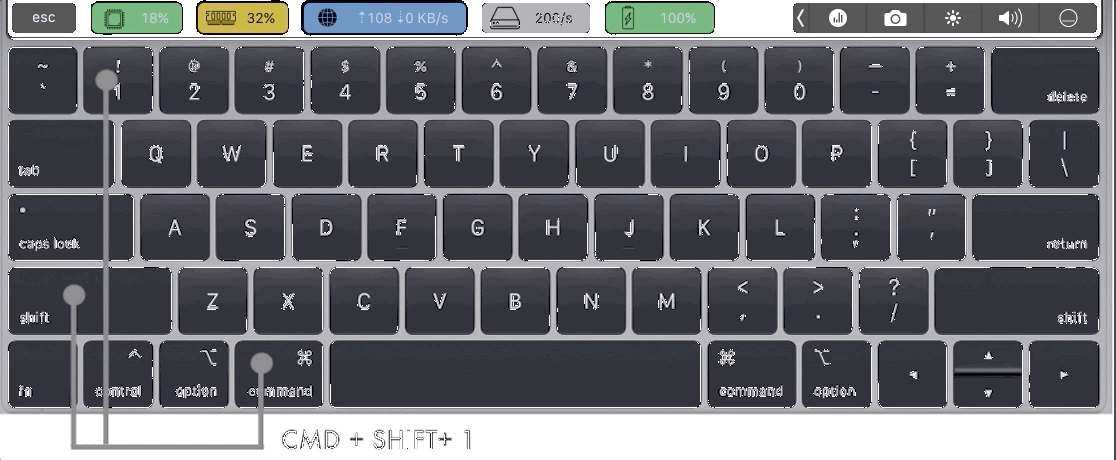 esc 18% 32% ↑108 ↓0 KB/s 20G/s 100%
~ ! @ # $ % ^ & * ( ) — +
` 1 2 3 4 5 6 7 8 9 0 - = delete
tab Q W E R T Y U I O P { } |
[ ] \
caps lock A S D F G H J K L : "
; ' return
shift Z X C V B N M < > ?
, . / shift
^ ⌥ ⌘ ⌘ ⌥ ▲
fn control option command command option ◀ ▼ ▶
CMD + SHIFT+ 1